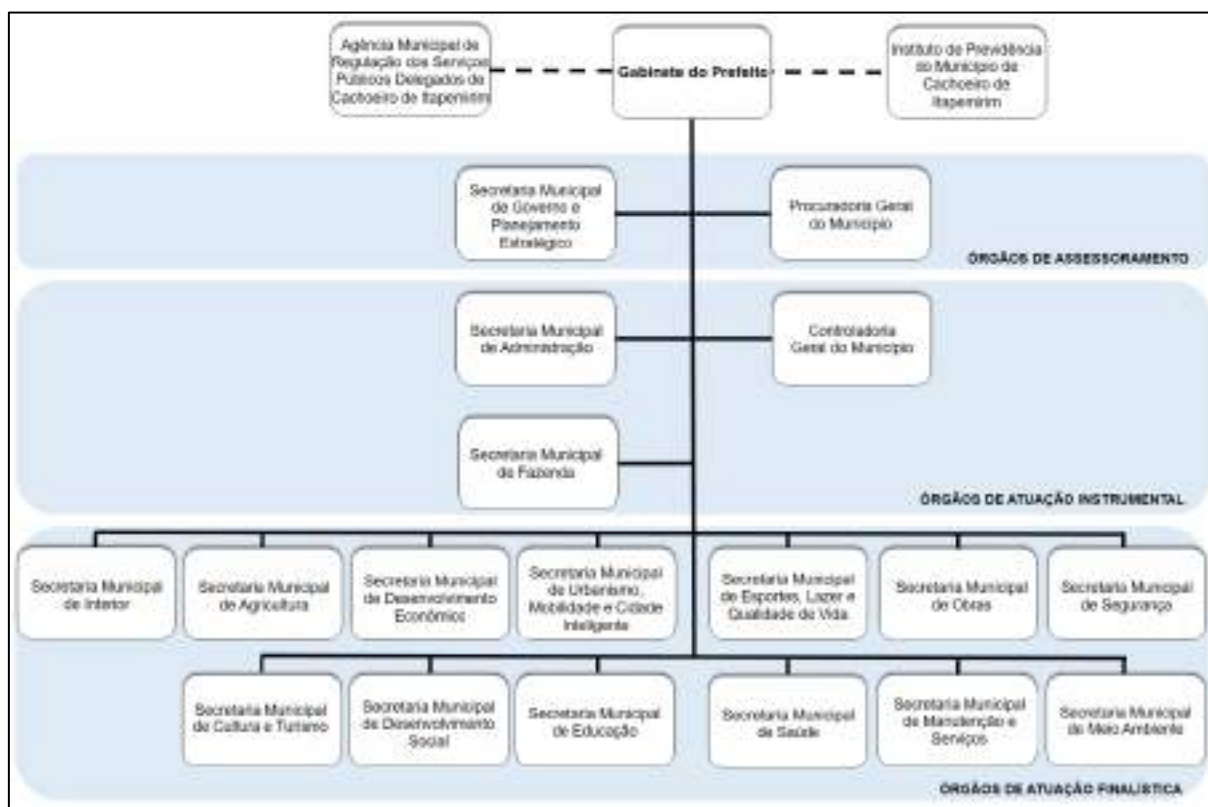 Agência Municipal de
Regulação dos Serviços
Públicos Delegados de
Cachoeiro de Itapemirim
Gabinete do Prefeito
Instituto de Previdência
do Município de
Cachoeiro de
Itapemirim
Secretaria Municipal
de Governo e
Planejamento
Estratégico
Procuradoria Geral
do Município
ÓRGÃOS DE ASSESSORAMENTO
Secretaria Municipal
de Administração
Controladoria
Geral do Município
Secretaria Municipal
de Fazenda
ÓRGÃOS DE ATUAÇÃO INSTRUMENTAL
Secretaria Municipal
de Interior
Secretaria Municipal
de Agricultura
Secretaria Municipal
de Desenvolvimento
Econômico
Secretaria Municipal
de Urbanismo,
Mobilidade e Cidade
Inteligente
Secretaria Municipal
de Esportes, Lazer e
Qualidade de Vida
Secretaria Municipal
de Obras
Secretaria Municipal
de Segurança
Secretaria Municipal
de Cultura e Turismo
Secretaria Municipal
de Desenvolvimento
Social
Secretaria Municipal
de Educação
Secretaria Municipal
de Saúde
Secretaria Municipal
de Manutenção e
Serviços
Secretaria Municipal
de Meio Ambiente
ÓRGÃOS DE ATUAÇÃO FINALÍSTICA